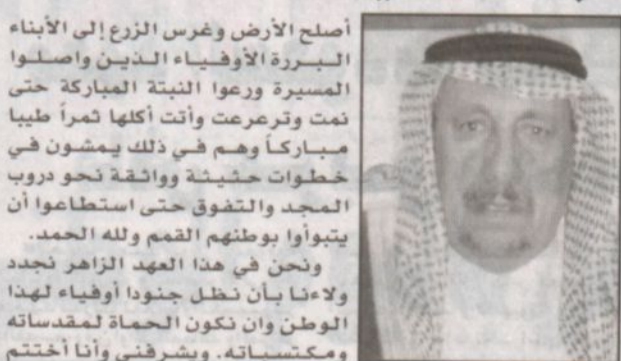 أصلح الأرض وغرس الزرع إلى الأبناء
البررة الأوفياء الذين واصلوا
المسيرة ورعوا النبتة المباركة حتى
نمت وترعرعت وأتت أكلها ثمراً طيبا
مباركاً وهم في ذلك يمشون في
خطوات حثيثة وواثقة نحو دروب
المجد والتفوق حتى استطاعوا أن
يتبوأوا بوطنهم القمم ولله الحمد.
ونحن في هذا العهد الزاهر نجدد
ولاءنا بأن نظل جنودا أوفياء لهذا
الوطن وان نكون الحماة لمقدساته
ومكتسباته. ويشرفني وأنا أختتم